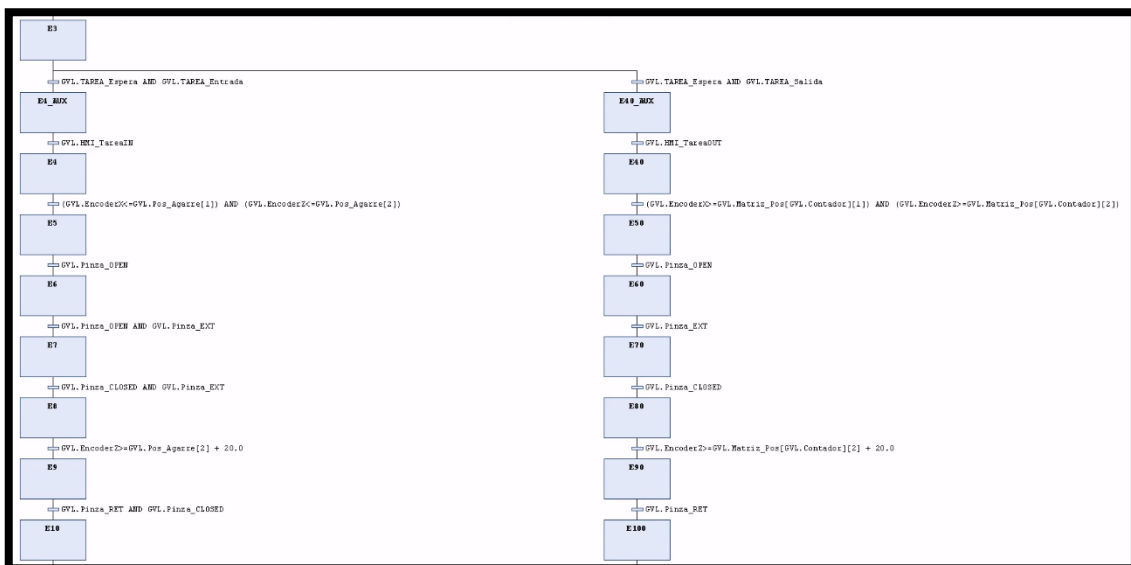 E3
GVL.TAREA_Espera AND GVL.TAREA_Entrada
GVL.TAREA_Espera AND GVL.TAREA_Salida
E4_AUX
E40_AUX
GVL.HMI_TareaIN
GVL.HMI_TareaOUT
E4
E40
(GVL.EncoderX<=GVL.Pos_Agarre[1]) AND (GVL.EncoderZ<=GVL.Pos_Agarre[2])
(GVL.EncoderX>=GVL.Matriz_Pos[GVL.Contador][1]) AND (GVL.EncoderZ>=GVL.Matriz_Pos[GVL.Contador][2])
E5
E50
GVL.Pinza_OPEN
GVL.Pinza_OPEN
E6
E60
GVL.Pinza_OPEN AND GVL.Pinza_EXT
GVL.Pinza_EXT
E7
E70
GVL.Pinza_CLOSED AND GVL.Pinza_EXT
GVL.Pinza_CLOSED
E8
E80
GVL.EncoderZ>=GVL.Pos_Agarre[2] + 20.0
GVL.EncoderZ>=GVL.Matriz_Pos[GVL.Contador][2] + 20.0
E9
E90
GVL.Pinza_RET AND GVL.Pinza_CLOSED
GVL.Pinza_RET
E10
E100